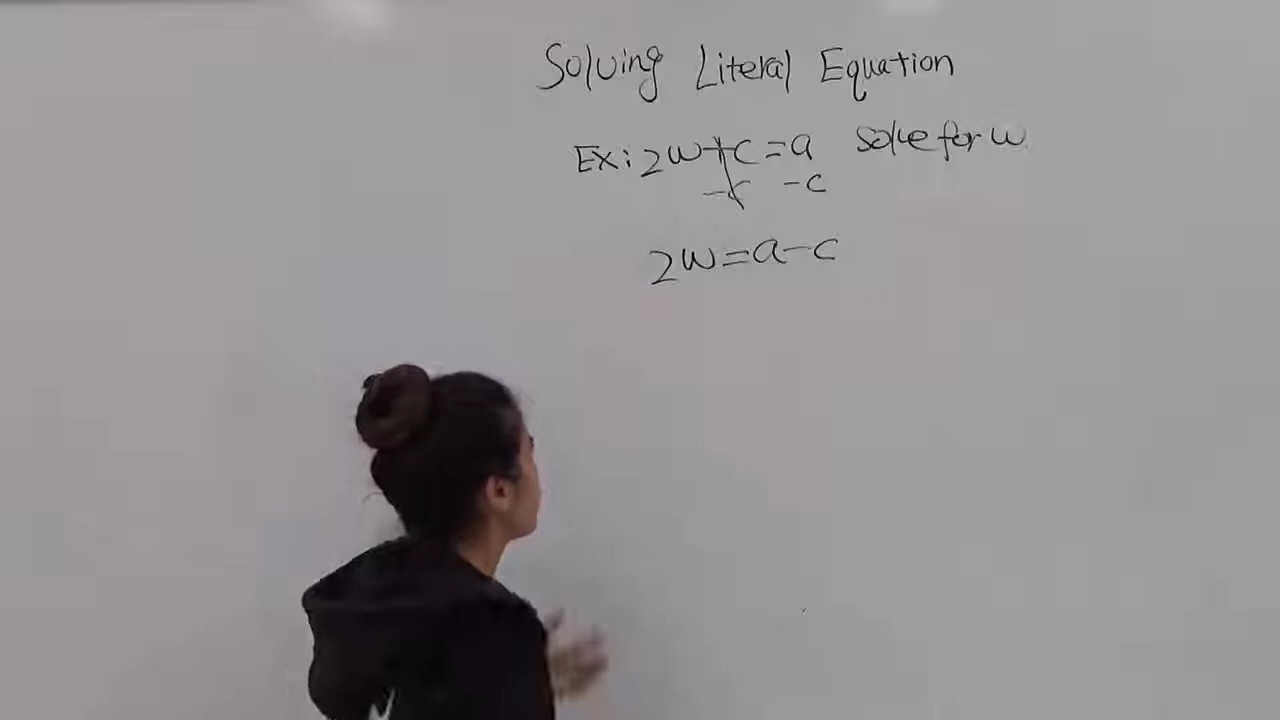 Solving Literal Equation
Ex: 2w+c=a solve for w
-c -c
2w=a-c